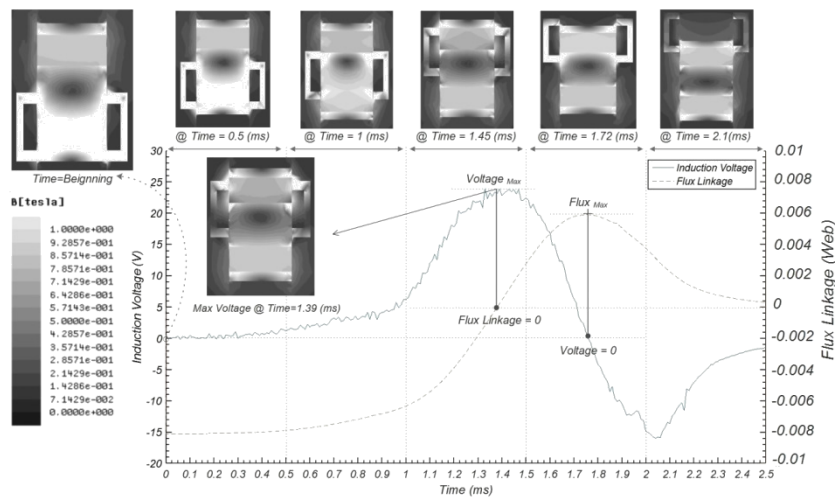 @ Time = 0.5 (ms)
@ Time = 1 (ms)
@ Time = 1.45 (ms)
@ Time = 1.72 (ms)
@ Time = 2.1(ms)
Time=Beignning
B[tesla]
1.0000e+000
9.2857e-001
8.5714e-001
7.8571e-001
7.1429e-001
6.4286e-001
5.7143e-001
5.0000e-001
4.2857e-001
3.5714e-001
2.8571e-001
2.1429e-001
1.4286e-001
7.1429e-002
0.0000e+000
Induction Voltage (V)
30
25
20
15
10
5
0
-5
-10
-15
-20
Max Voltage @ Time=1.39 (ms)
Voltage Max
Flux Max
Flux Linkage = 0
Voltage = 0
Induction Voltage
Flux Linkage
0.01
0.008
0.006
0.004
0.002
0
-0.002
-0.004
-0.006
-0.008
-0.01
Flux Linkage (Web)
0 0.1 0.2 0.3 0.4 0.5 0.6 0.7 0.8 0.9 1 1.1 1.2 1.3 1.4 1.5 1.6 1.7 1.8 1.9 2 2.1 2.2 2.3 2.4 2.5
Time (ms)